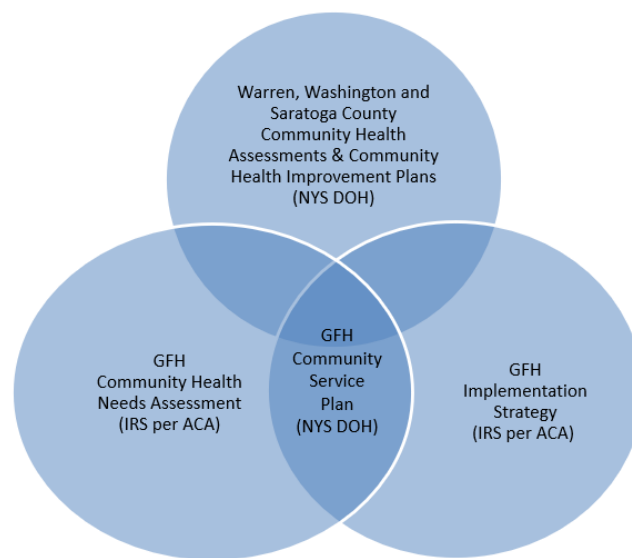 Warren, Washington and
Saratoga County
Community Health
Assessments & Community
Health Improvement Plans
(NYS DOH)
GFH
Community Health
Needs Assessment
(IRS per ACA)
GFH
Community
Service
Plan
(NYS DOH)
GFH
Implementation
Strategy
(IRS per ACA)